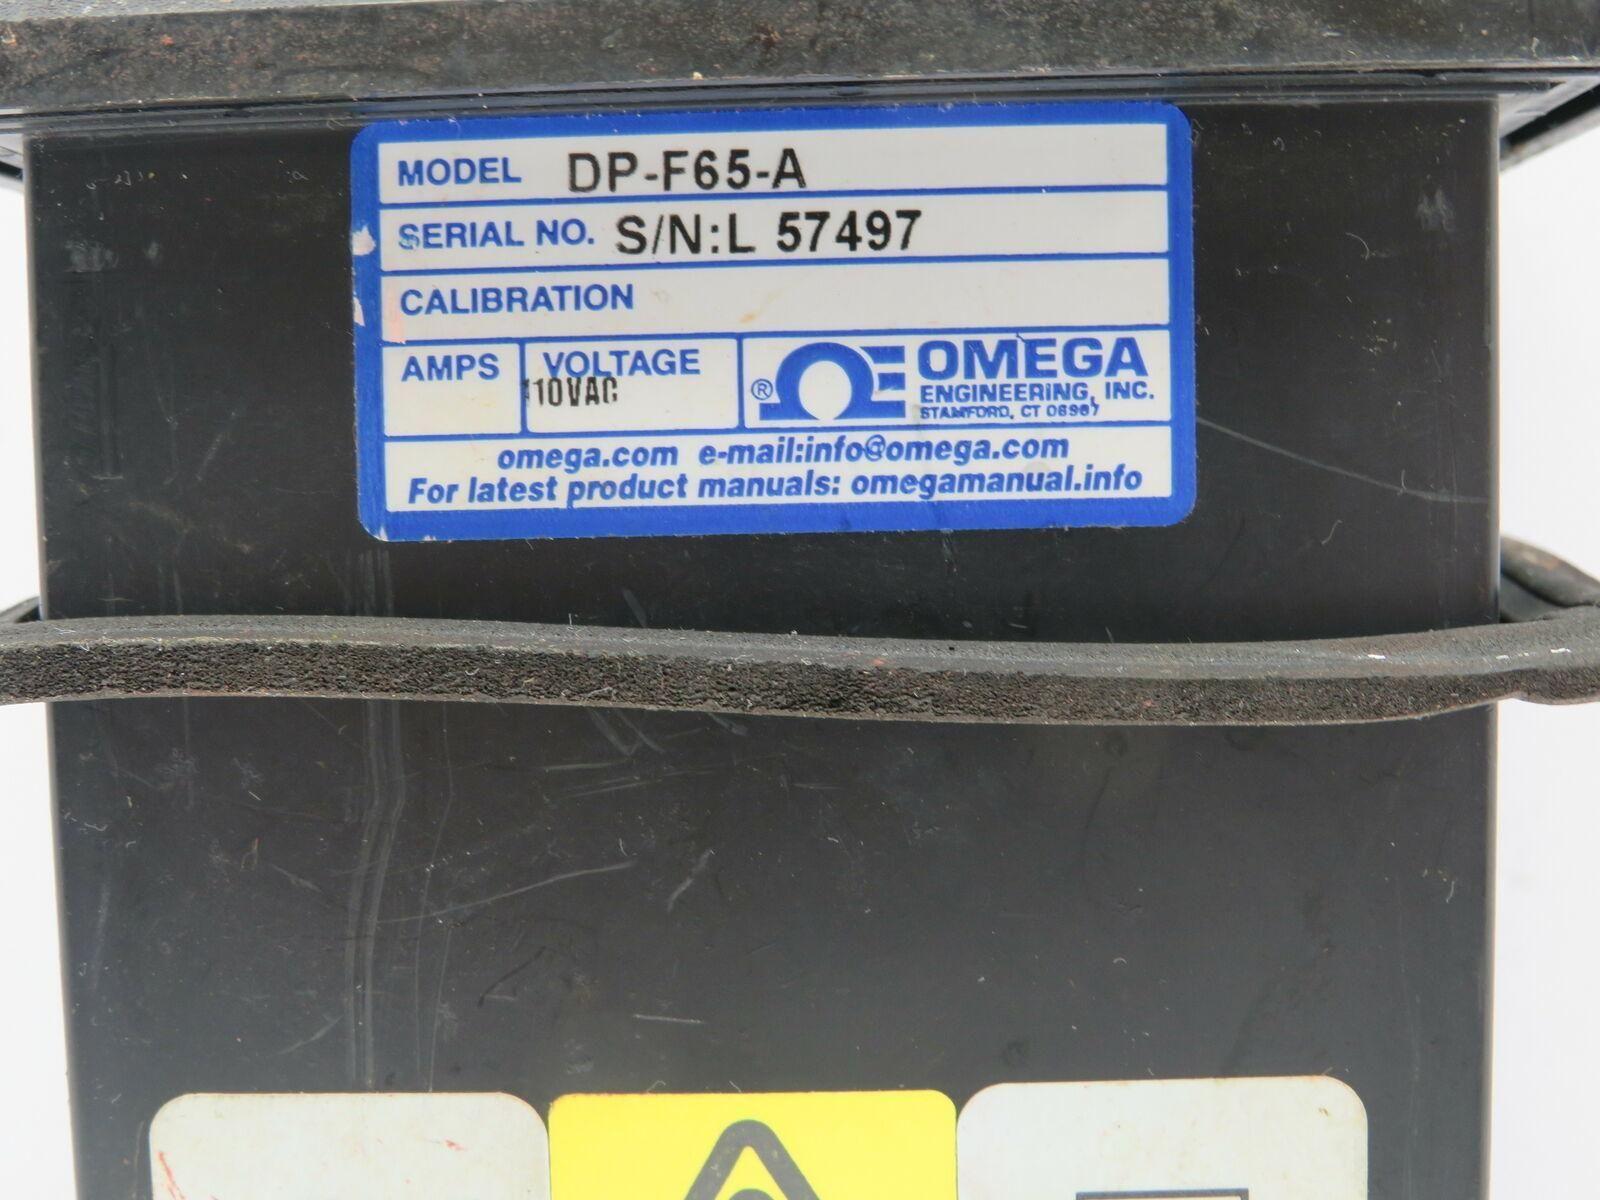 MODEL DP-F65-A
SERIAL NO. S/N:L 57497
CALIBRATION
AMPS VOLTAGE
110VAC
® OMEGA
ENGINEERING, INC.
STAMFORD, CT 06907
omega.com e-mail:info@omega.com
For latest product manuals: omegamanual.info